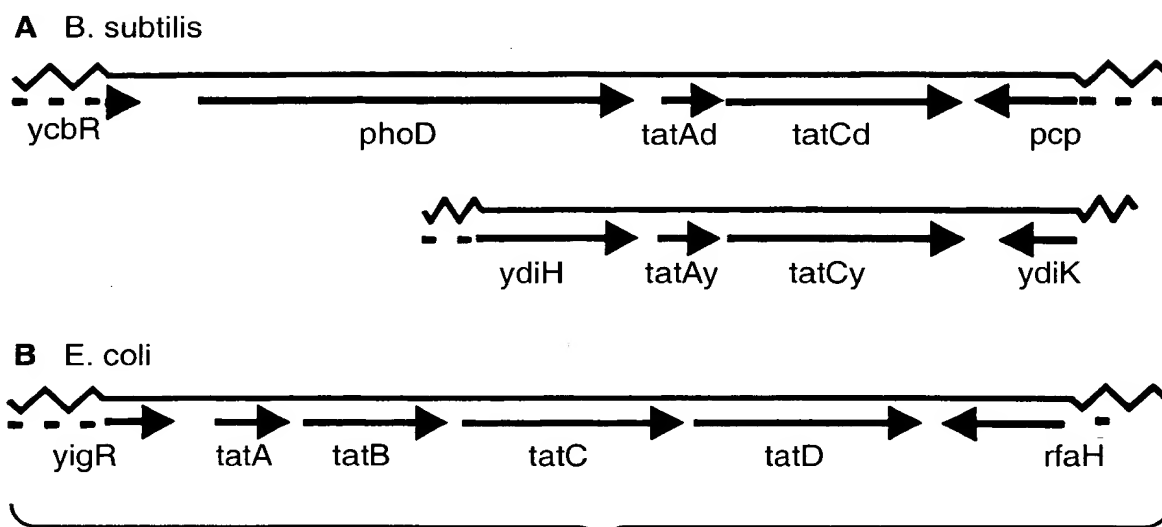 A B. subtilis
ycbR phoD tatAd tatCd pcp
ydiH tatAy tatCy ydiK
B E. coli
yigR tatA tatB tatC tatD rfaH